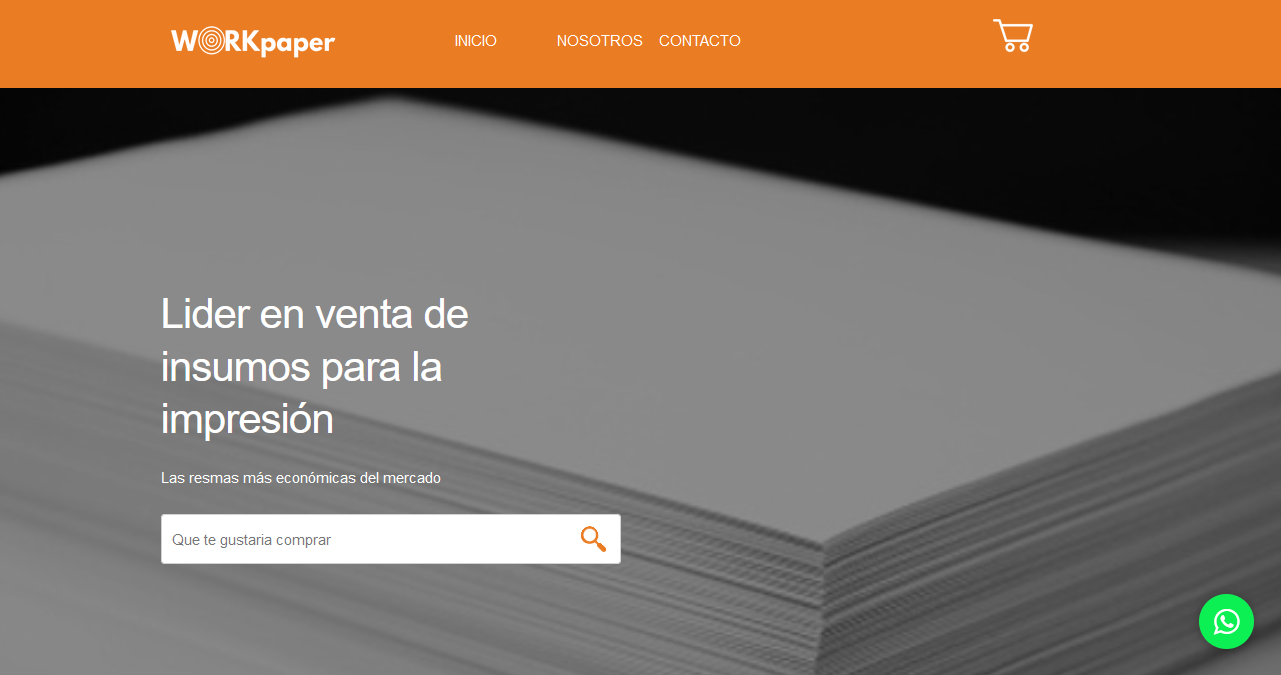 WORKpaper
INICIO NOSOTROS CONTACTO
Lider en venta de
insumos para la
impresión
Las resmas más económicas del mercado
Que te gustaria comprar